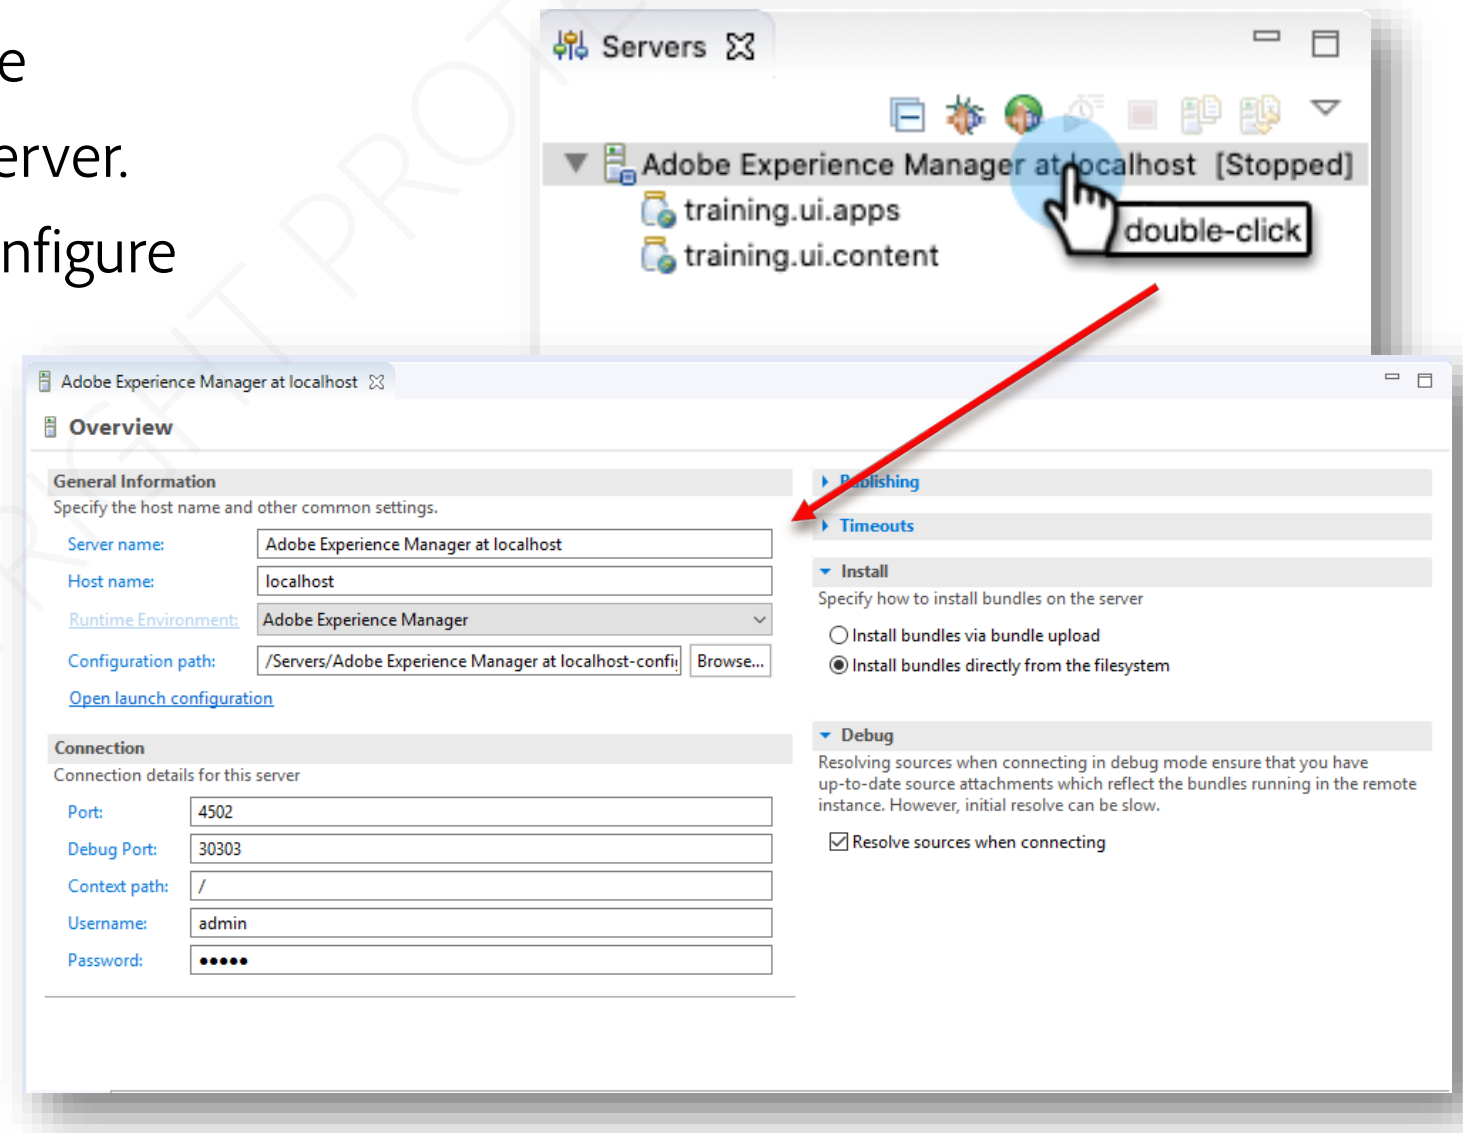 e
erver.
nfigure
Servers
Adobe Experience Manager at localhost [Stopped]
training.ui.apps
training.ui.content
double-click
Adobe Experience Manager at localhost
Overview
General Information
Specify the host name and other common settings.
Server name: Adobe Experience Manager at localhost
Host name: localhost
Runtime Environment: Adobe Experience Manager
Configuration path: /Servers/Adobe Experience Manager at localhost-config Browse...
Open launch configuration
Connection
Connection details for this server
Port: 4502
Debug Port: 30303
Context path: /
Username: admin
Password: •••••
Publishing
Timeouts
Install
Specify how to install bundles on the server
Install bundles via bundle upload
Install bundles directly from the filesystem
Debug
Resolving sources when connecting in debug mode ensure that you have
up-to-date source attachments which reflect the bundles running in the remote
instance. However, initial resolve can be slow.
Resolve sources when connecting
RIGHT PROTE